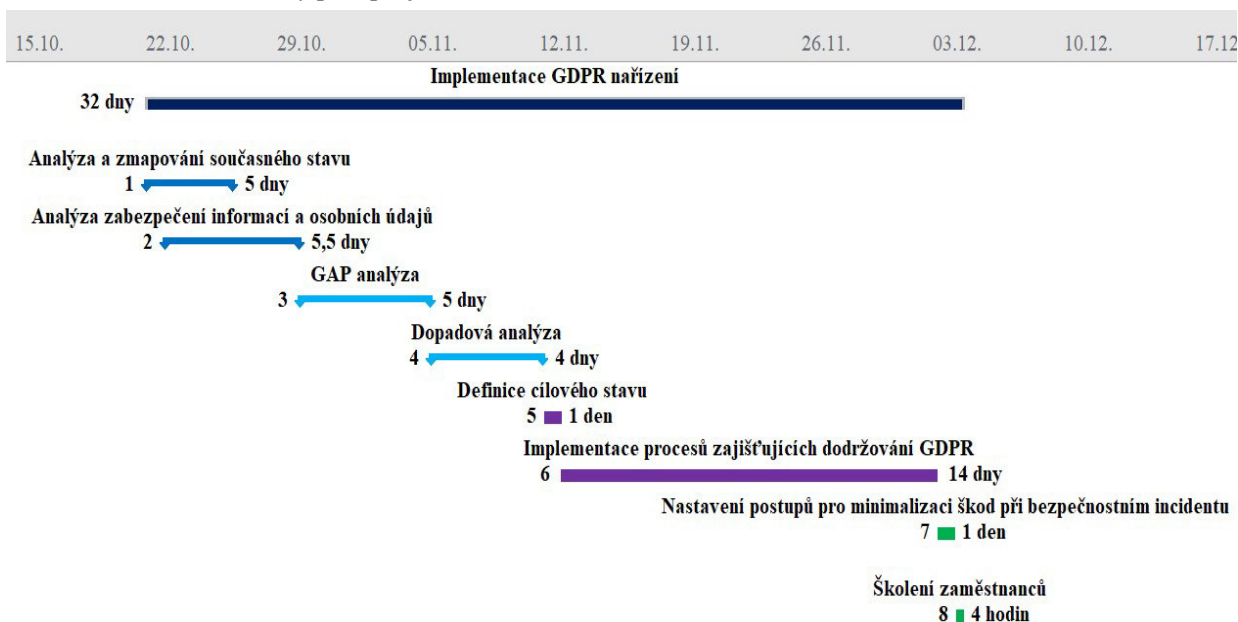 15.10. 22.10. 29.10. 05.11. 12.11. 19.11. 26.11. 03.12. 10.12. 17.12
Implementace GDPR nařízení
32 dny
Analýza a zmapování současného stavu
1 5 dny
Analýza zabezpečení informací a osobních údajů
2 5,5 dny
GAP analýza
3 5 dny
Dopadová analýza
4 4 dny
Definice cílového stavu
5 1 den
Implementace procesů zajišťujících dodržování GDPR
6 14 dny
Nastavení postupů pro minimalizaci škod při bezpečnostním incidentu
7 1 den
Školení zaměstnanců
8 4 hodin